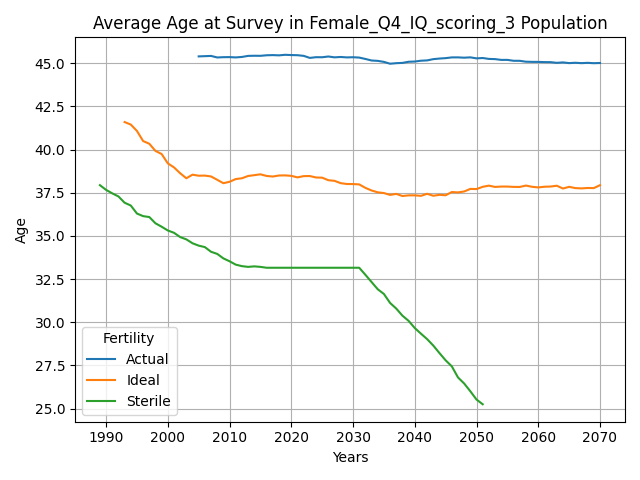 Average Age at Survey in Female_Q4_IQ_scoring_3 Population
45.0
42.5
40.0
37.5
35.0
32.5
30.0
27.5
25.0
Age
Fertility
Actual
Ideal
Sterile
1990 2000 2010 2020 2030 2040 2050 2060 2070
Years